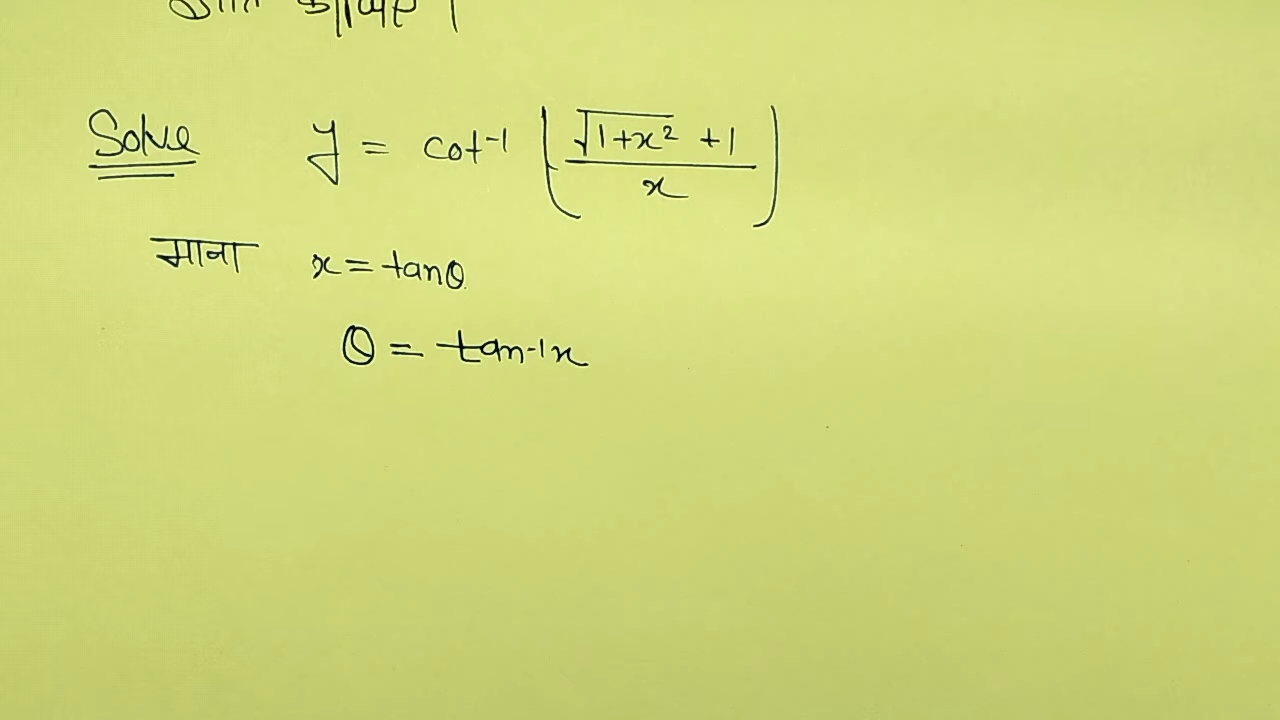 Solve y = cot⁻¹ (√1+x² + 1 / x)
माना x = tanθ
θ = tan⁻¹x